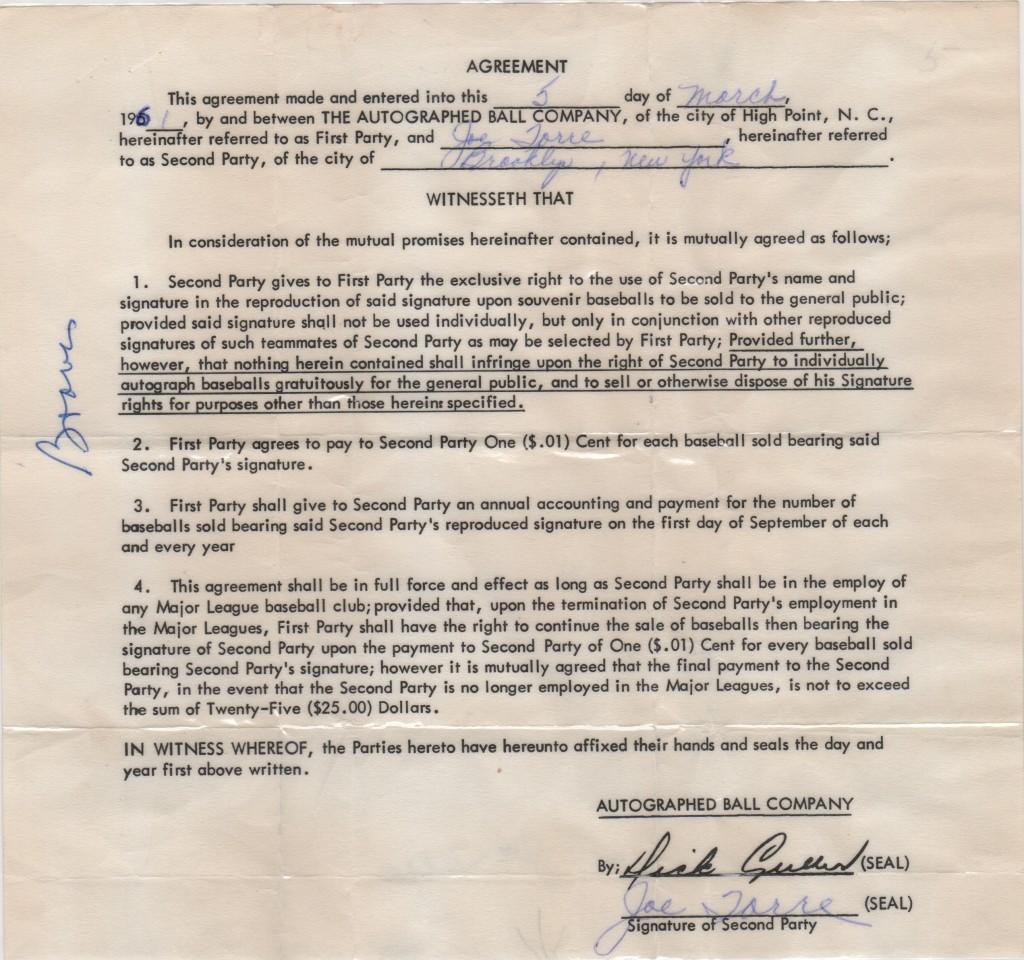 AGREEMENT
This agreement made and entered into this 5 day of March,
1961, by and between THE AUTOGRAPHED BALL COMPANY, of the city of High Point, N. C.,
hereinafter referred to as First Party, and Joe Torre, hereinafter referred
to as Second Party, of the city of Brooklyn, New York.
WITNESSETH THAT
In consideration of the mutual promises hereinafter contained, it is mutually agreed as follows;
1. Second Party gives to First Party the exclusive right to the use of Second Party's name and
signature in the reproduction of said signature upon souvenir baseballs to be sold to the general public;
provided said signature shall not be used individually, but only in conjunction with other reproduced
signatures of such teammates of Second Party as may be selected by First Party; Provided further,
however, that nothing herein contained shall infringe upon the right of Second Party to individually
autograph baseballs gratuitously for the general public, and to sell or otherwise dispose of his Signature
rights for purposes other than those herein: specified.
Braves
2. First Party agrees to pay to Second Party One ($.01) Cent for each baseball sold bearing said
Second Party's signature.
3. First Party shall give to Second Party an annual accounting and payment for the number of
baseballs sold bearing said Second Party's reproduced signature on the first day of September of each
and every year
4. This agreement shall be in full force and effect as long as Second Party shall be in the employ of
any Major League baseball club;provided that, upon the termination of Second Party's employment in
the Major Leagues, First Party shall have the right to continue the sale of baseballs then bearing the
signature of Second Party upon the payment to Second Party of One ($.01) Cent for every baseball sold
bearing Second Party's signature; however it is mutually agreed that the final payment to the Second
Party, in the event that the Second Party is no longer employed in the Major Leagues, is not to exceed
the sum of Twenty-Five ($25.00) Dollars.
IN WITNESS WHEREOF, the Parties hereto have hereunto affixed their hands and seals the day and
year first above written.
AUTOGRAPHED BALL COMPANY
By; Dick (SEAL)
Joe Torre (SEAL)
Signature of Second Party